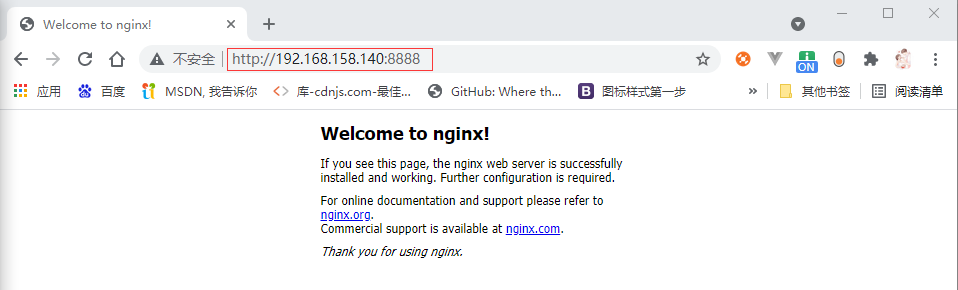 Welcome to nginx!
不安全 http://192.168.158.140:8888
ON
应用 百度 MSDN, 我告诉你 库-cdnjs.com-最佳... GitHub: Where th... 图标样式第一步 » 其他书签 阅读清单
Welcome to nginx!
If you see this page, the nginx web server is successfully
installed and working. Further configuration is required.
For online documentation and support please refer to
nginx.org.
Commercial support is available at nginx.com.
Thank you for using nginx.